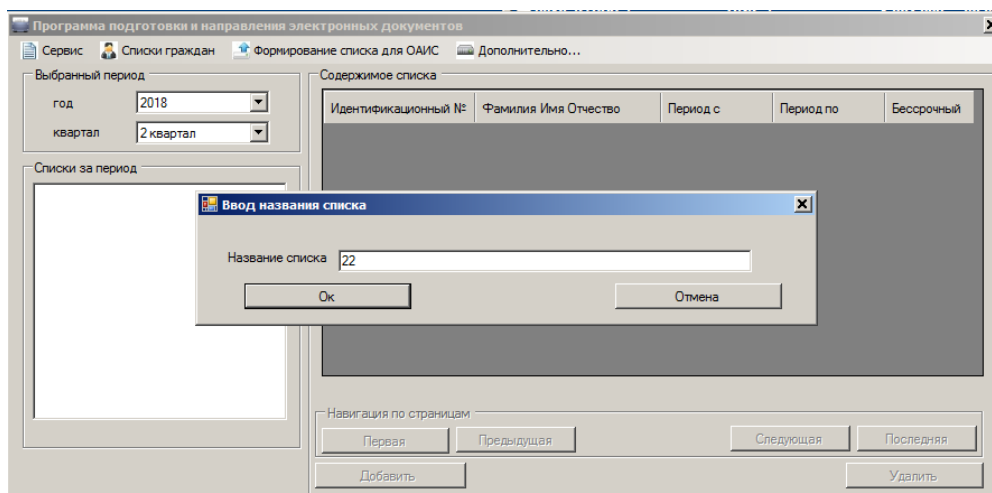 Программа подготовки и направления электронных документов
Сервис Списки граждан Формирование списка для ОАИС Дополнительно...
Выбранный период
год 2018
квартал 2 квартал
Списки за период
Содержимое списка
Идентификационный № Фамилия Имя Отчество Период с Период по Бессрочный
Ввод названия списка
Название списка 22
Ок Отмена
Навигация по страницам
Первая Предыдущая Следующая Последняя
Добавить Удалить